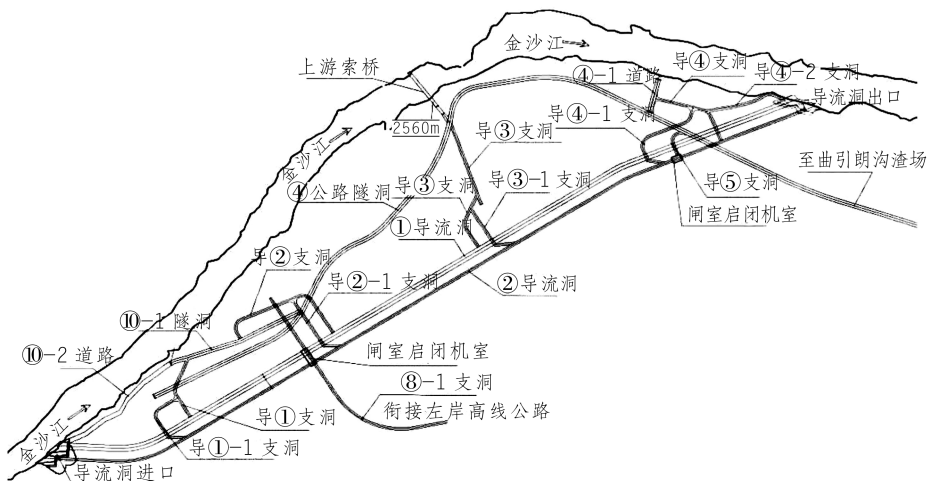 金沙江
上游索桥
④-1 道路
导④支洞
导④-2 支洞
导流洞出口
2560m
导④-1 支洞
金沙江
导③支洞
至曲引朗沟渣场
④公路隧洞
导③支洞
导③-1 支洞
导⑤支洞
闸室启闭机室
①导流洞
导②支洞
导②-1 支洞
②导流洞
⑩-1 隧洞
⑩-2 道路
闸室启闭机室
⑧-1 支洞
导①支洞
衔接左岸高线公路
金沙江
导①-1 支洞
导流洞进口